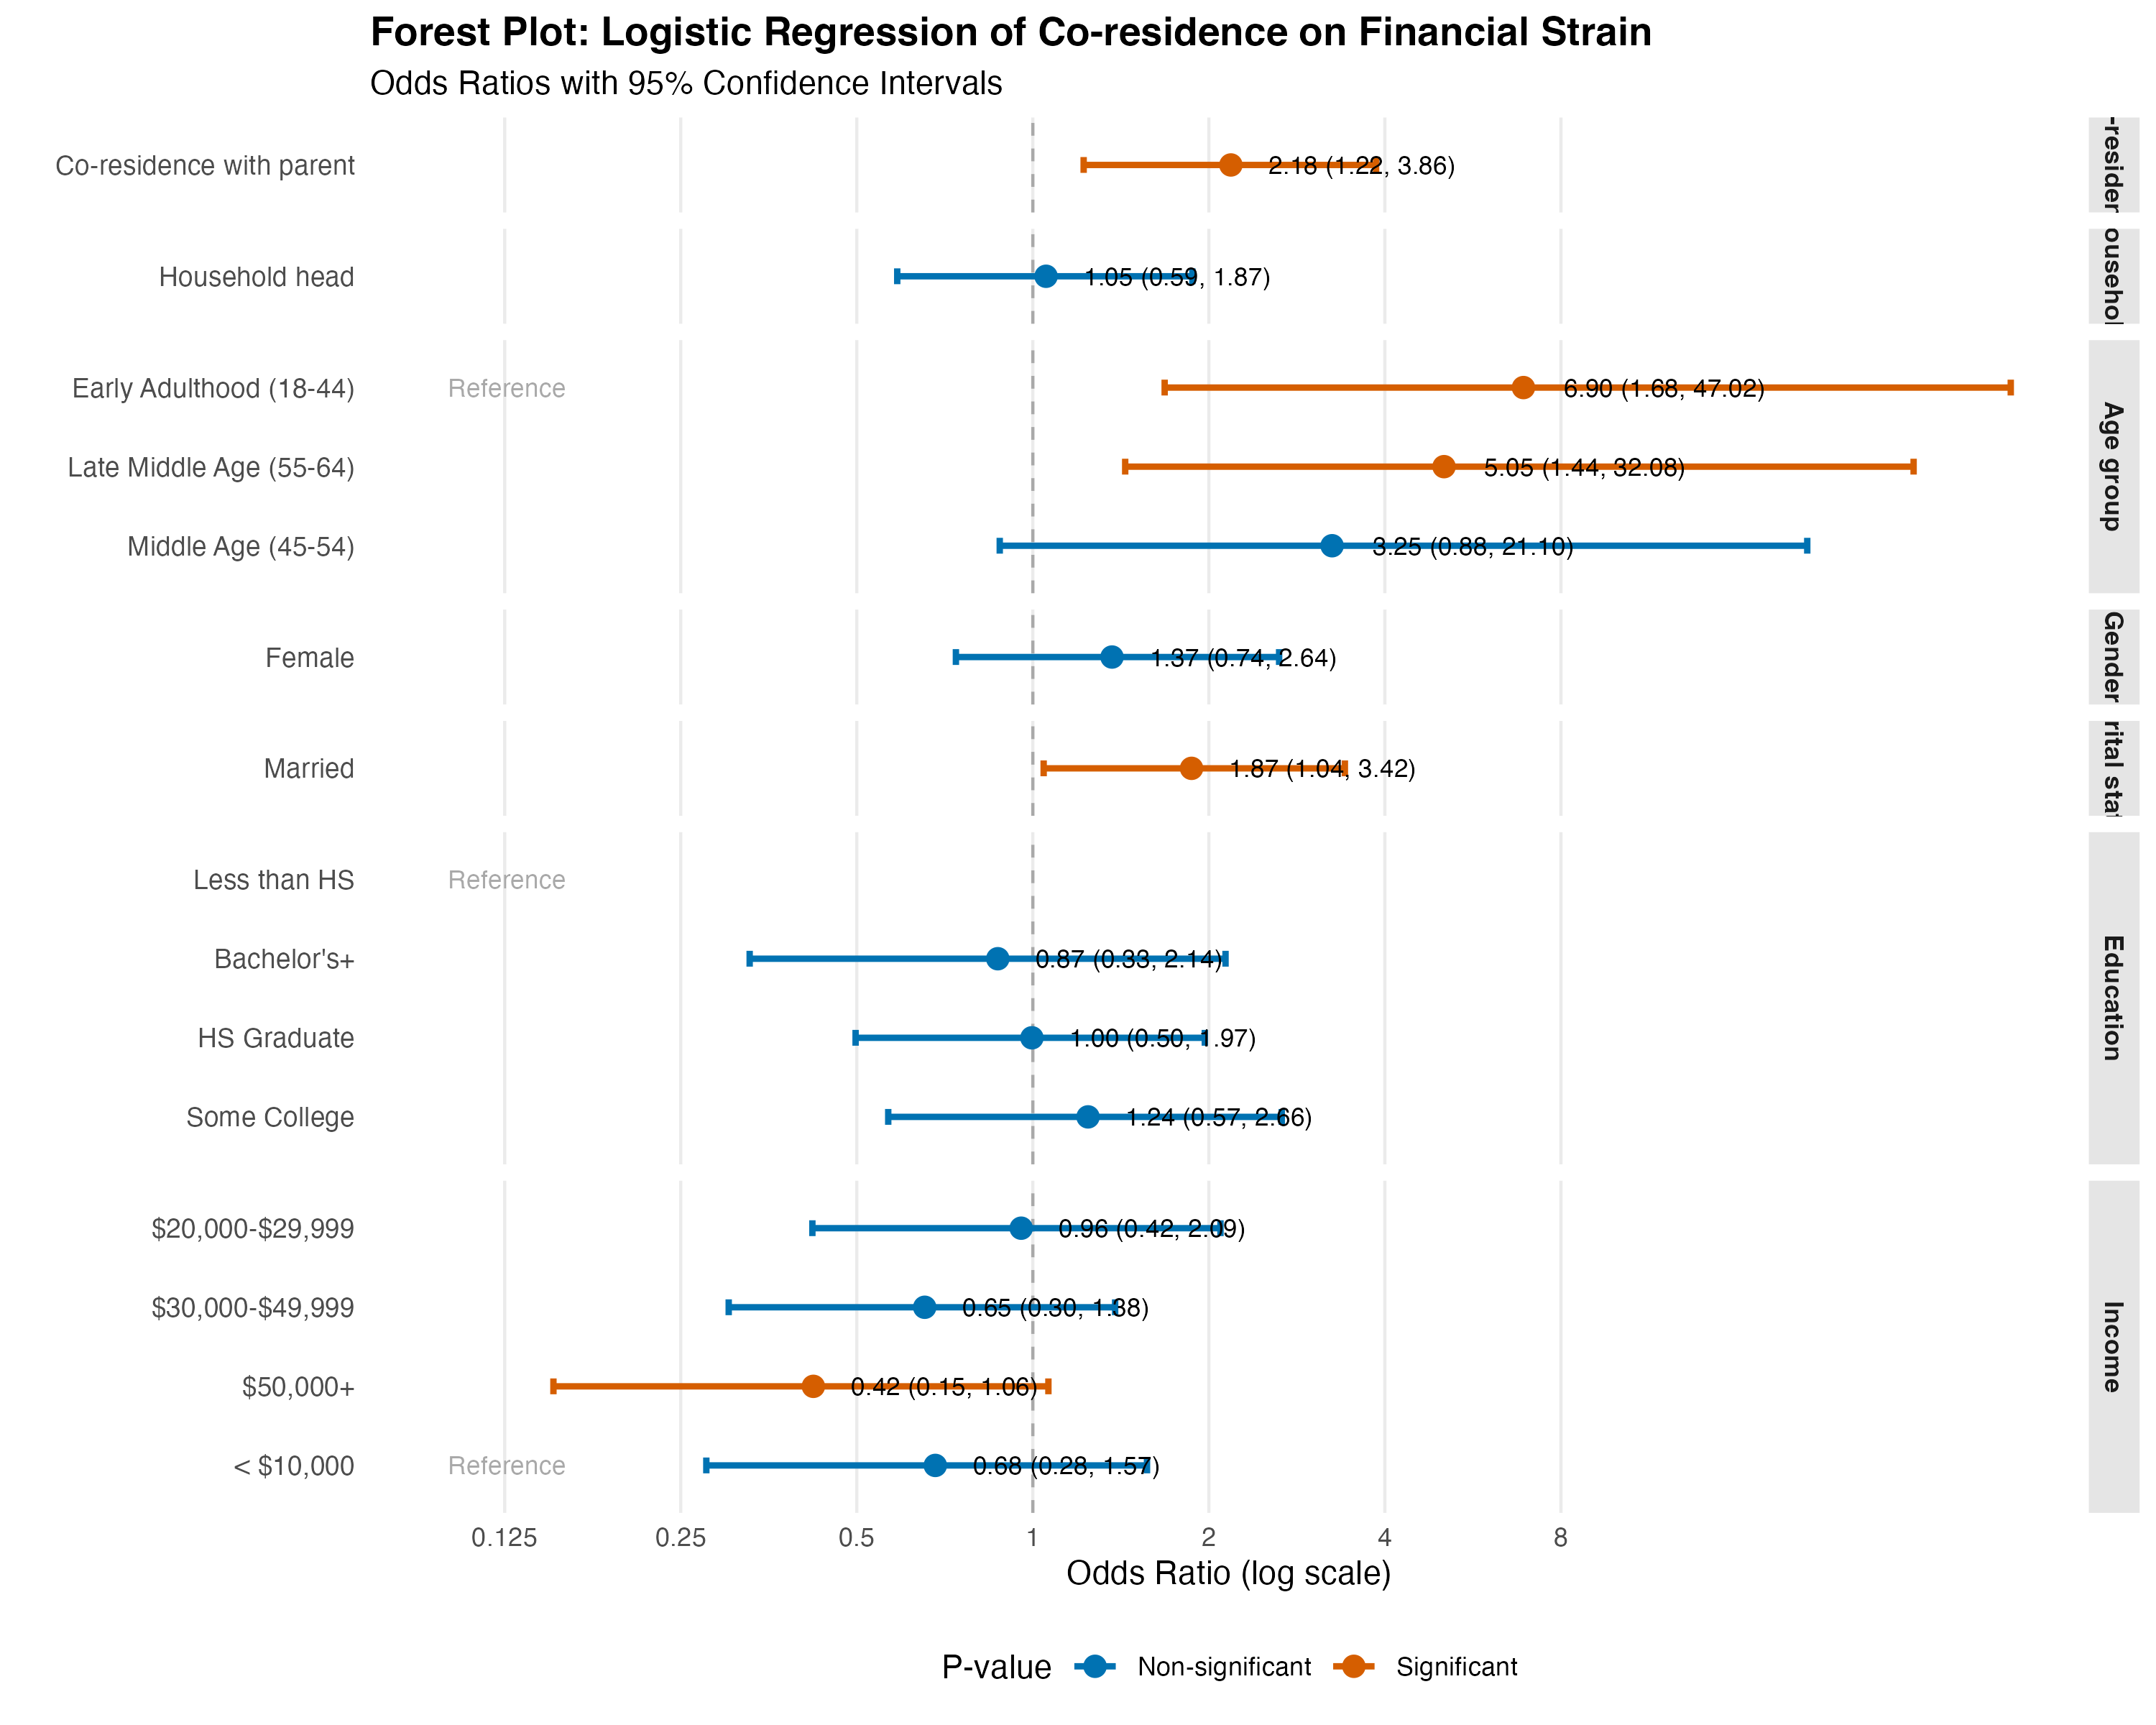 Forest Plot: Logistic Regression of Co-residence on Financial Strain
Odds Ratios with 95% Confidence Intervals
Co-residence with parent
2.18 (1.22, 3.86)
-residen
Household head
1.05 (0.59, 1.87)
ousehol
Early Adulthood (18-44)
Reference
6.90 (1.68, 47.02)
Late Middle Age (55-64)
5.05 (1.44, 32.08)
Middle Age (45-54)
3.25 (0.88, 21.10)
Age group
Female
1.37 (0.74, 2.64)
Gender
Married
1.87 (1.04, 3.42)
rital stat
Less than HS
Reference
Bachelor's+
0.87 (0.33, 2.14)
HS Graduate
1.00 (0.50, 1.97)
Some College
1.24 (0.57, 2.66)
Education
$20,000-$29,999
0.96 (0.42, 2.09)
$30,000-$49,999
0.65 (0.30, 1.38)
$50,000+
0.42 (0.15, 1.06)
< $10,000
Reference
0.68 (0.28, 1.57)
Income
0.125 0.25 0.5 1 2 4 8
Odds Ratio (log scale)
P-value Non-significant Significant